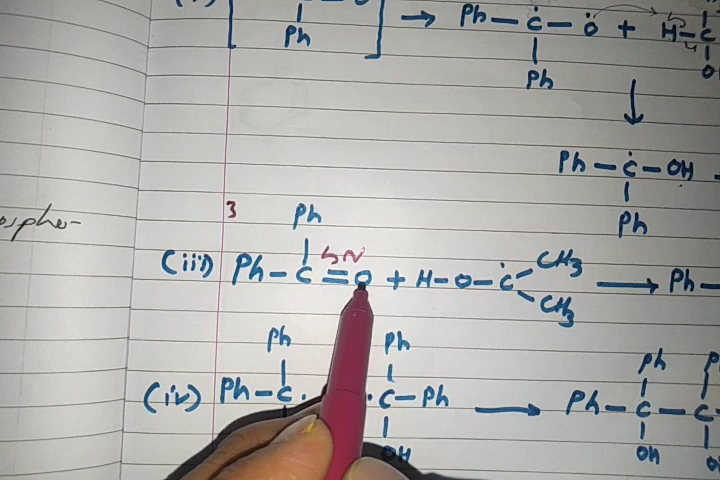 Ph — Ċ — Ȯ + H — C
Ph
Ph
O
Ph — Ċ — OH
Ph
3
Ph
(iii) Ph — C = O + H — O — Ċ CH3 CH3 → Ph —
Ph Ph Ph
(iv) Ph — C · · C — Ph → Ph — C — C
OH OH